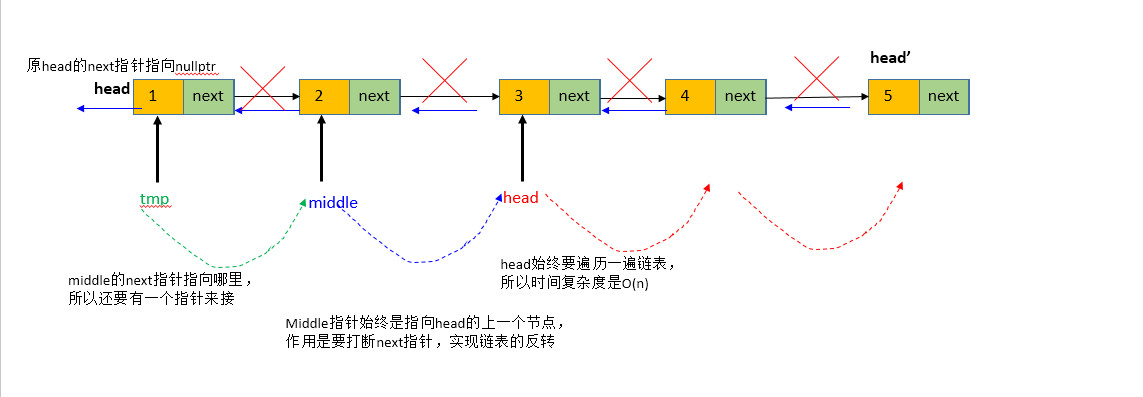 head’
原head的next指针指向nullptr
head
1 next 2 next 3 next 4 next 5 next
tmp
middle
head
middle的next指针指向哪里，
所以还要有一个指针来接
head始终要遍历一遍链表，
所以时间复杂度是O(n)
Middle指针始终是指向head的上一个节点，
作用是要打断next指针，实现链表的反转